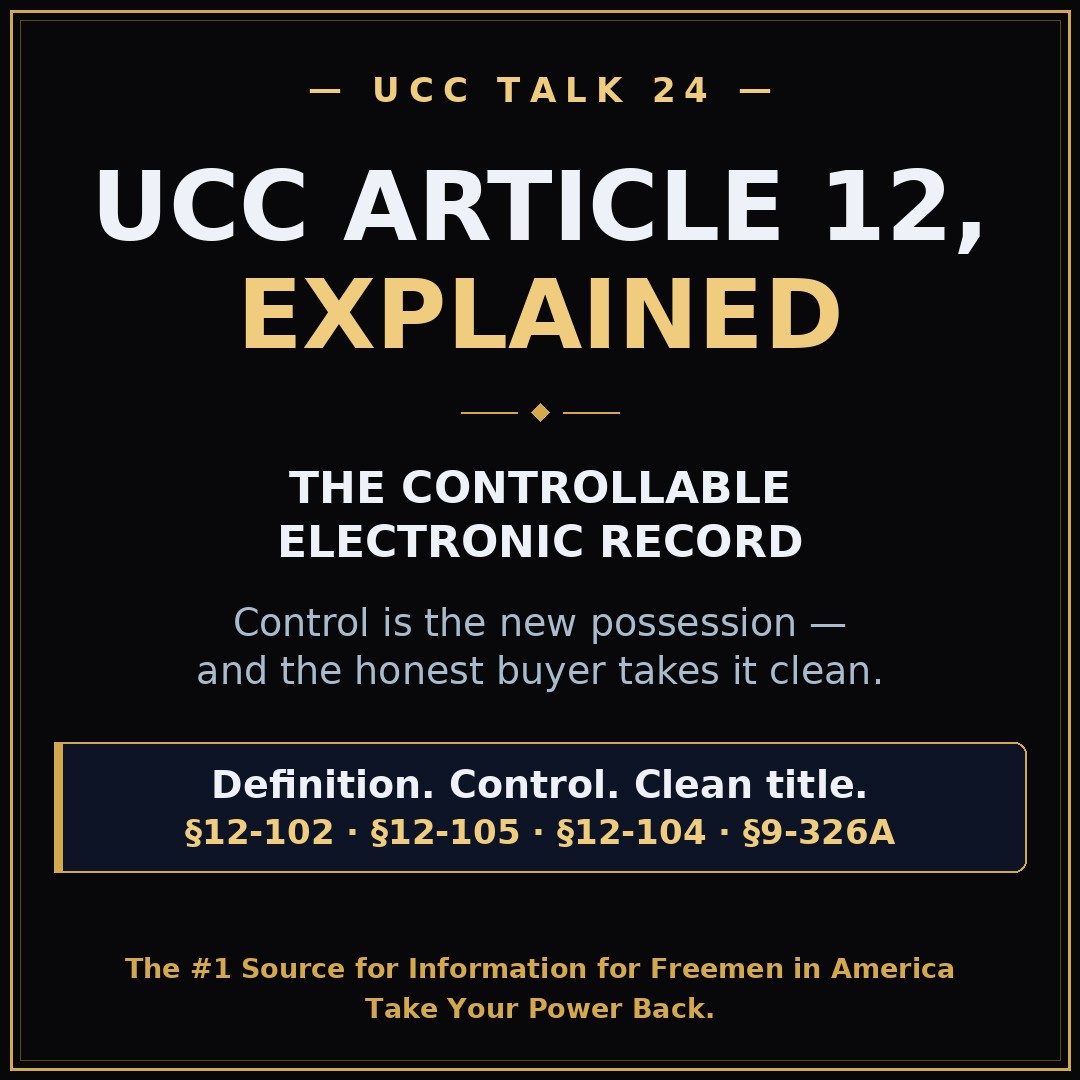 — UCC TALK 24 —
UCC ARTICLE 12,
EXPLAINED
THE CONTROLLABLE
ELECTRONIC RECORD
Control is the new possession —
and the honest buyer takes it clean.
Definition. Control. Clean title.
§12-102 · §12-105 · §12-104 · §9-326A
The #1 Source for Information for Freemen in America
Take Your Power Back.